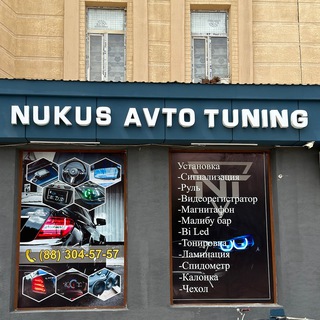 NUKUS AVTO TUNING
(88) 304-57-57
Установка
-Сигнализация
-Руль
-Видеорегистратор
-Магнитафон
-Малибу бар
-Bi Led
-Тонировка
-Ламинация
-Спидометр
-Калонка
-Чехол